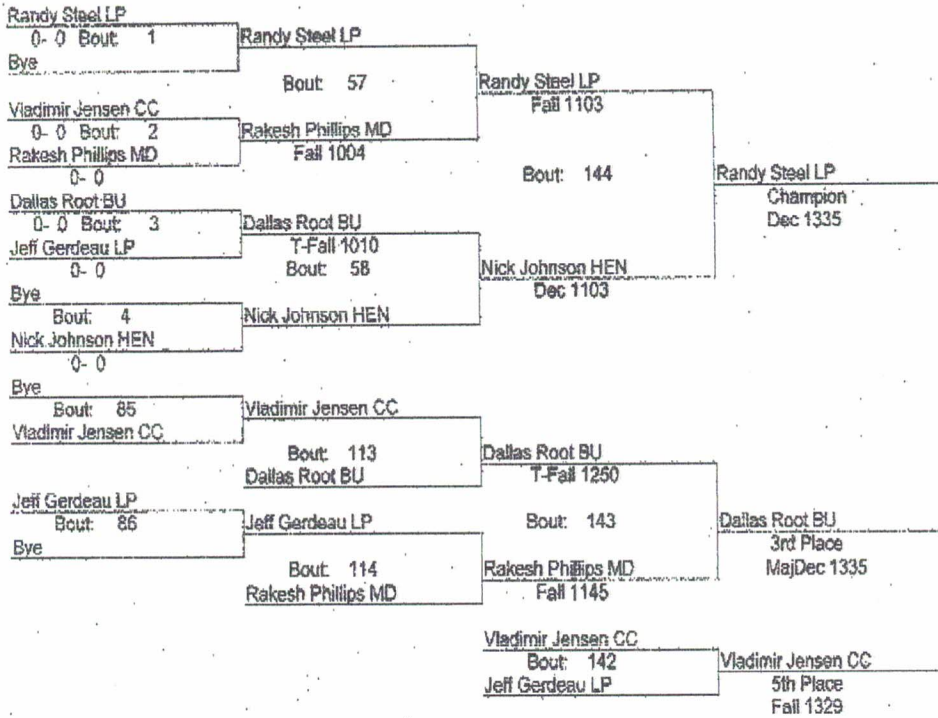 Randy Steel LP
0- 0 Bout: 1
Bye
Randy Steel LP
Bout: 57
Vladimir Jensen CC
0- 0 Bout: 2
Rakesh Phillips MD
0- 0
Rakesh Phillips MD
Fall 1004
Randy Steel LP
Fall 1103
Bout: 144
Dallas Root BU
0- 0 Bout: 3
Jeff Gerdeau LP
0- 0
Dallas Root BU
T-Fall 1010
Bout: 58
Bye
Bout: 4
Nick Johnson HEN
0- 0
Nick Johnson HEN
Nick Johnson HEN
Dec 1103
Randy Steel LP
Champion
Dec 1335
Bye
Bout: 85
Vladimir Jensen CC
Vladimir Jensen CC
Bout: 113
Dallas Root BU
Dallas Root BU
T-Fall 1250
Bout: 143
Jeff Gerdeau LP
Bout: 86
Bye
Jeff Gerdeau LP
Bout: 114
Rakesh Phillips MD
Rakesh Phillips MD
Fall 1145
Dallas Root BU
3rd Place
MajDec 1335
Vladimir Jensen CC
Bout: 142
Jeff Gerdeau LP
Vladimir Jensen CC
5th Place
Fall 1329